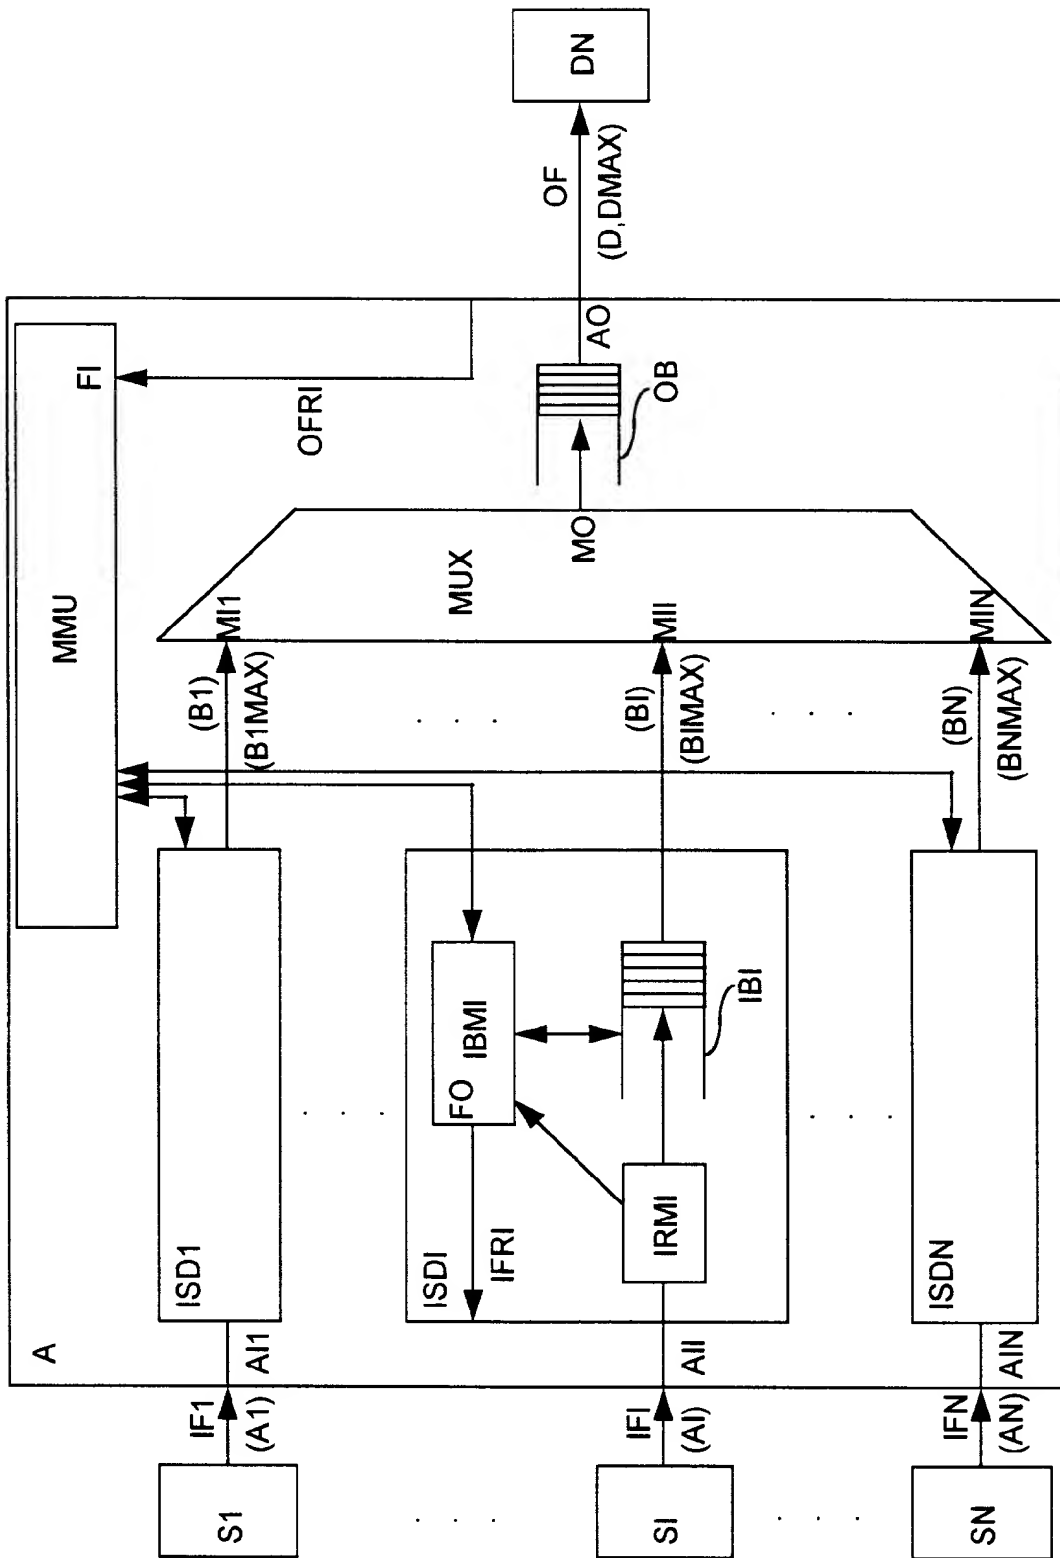 DN
OF
(D,DMAX)
AO
OB
FI
OFRI
MMU
MO
MUX
MI1
MII
MIN
(B1)
(B1MAX)
(BI)
(BIMAX)
(BN)
(BNMAX)
IBMI
FO
IBI
IRMI
IFRI
ISD1
ISDI
ISDN
A
AI1
AII
AIN
IF1
(A1)
IFI
(AI)
IFN
(AN)
S1
SI
SN